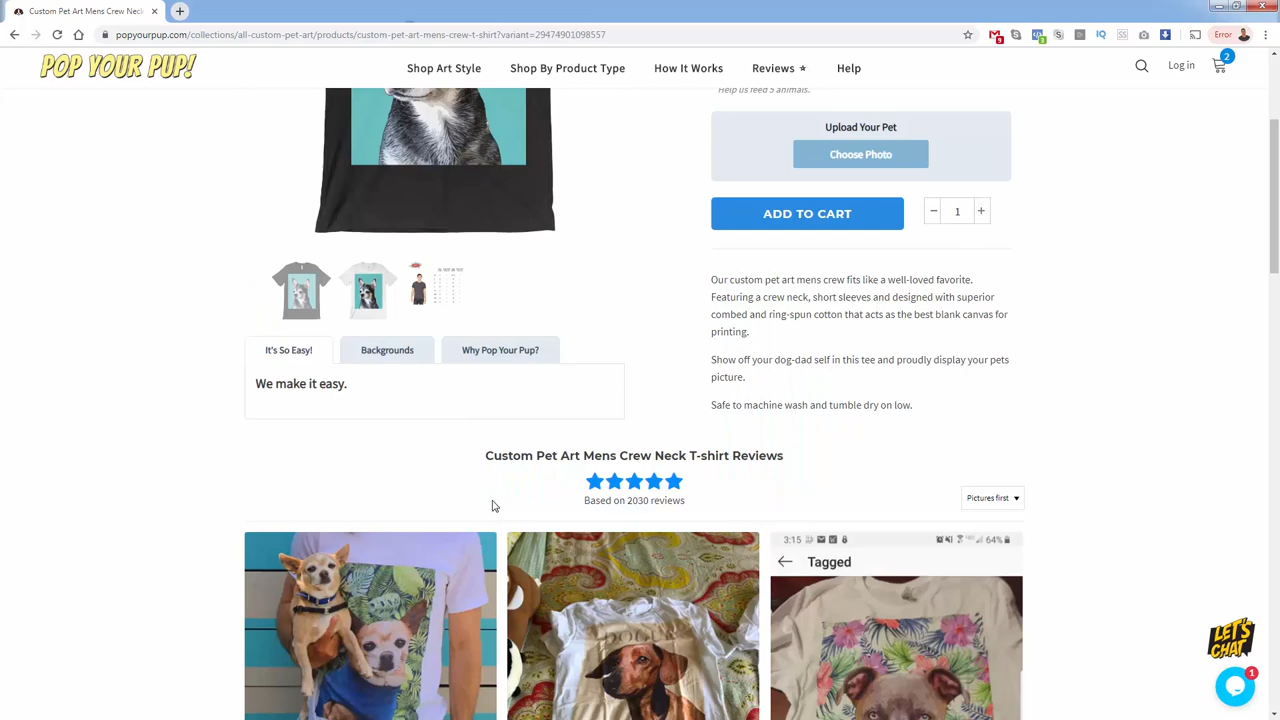 Custom Pet Art Mens Crew Neck
popyourpup.com/collections/all-custom-pet-art/products/custom-pet-art-mens-crew-t-shirt?variant=29474901098557
Error
POP YOUR PUP!
Shop Art Style
Shop By Product Type
How It Works
Reviews ★
Help
Log in
2
Help us feed 5 animals.
Upload Your Pet
Choose Photo
ADD TO CART
− 1 +
Our custom pet art mens crew fits like a well-loved favorite.
Featuring a crew neck, short sleeves and designed with superior
combed and ring-spun cotton that acts as the best blank canvas for
printing.
Show off your dog-dad self in this tee and proudly display your pets
picture.
Safe to machine wash and tumble dry on low.
It's So Easy!
Backgrounds
Why Pop Your Pup?
We make it easy.
Custom Pet Art Mens Crew Neck T-shirt Reviews
Based on 2030 reviews
Pictures first
3:15
64%
Tagged
LET'S
CHAT
1